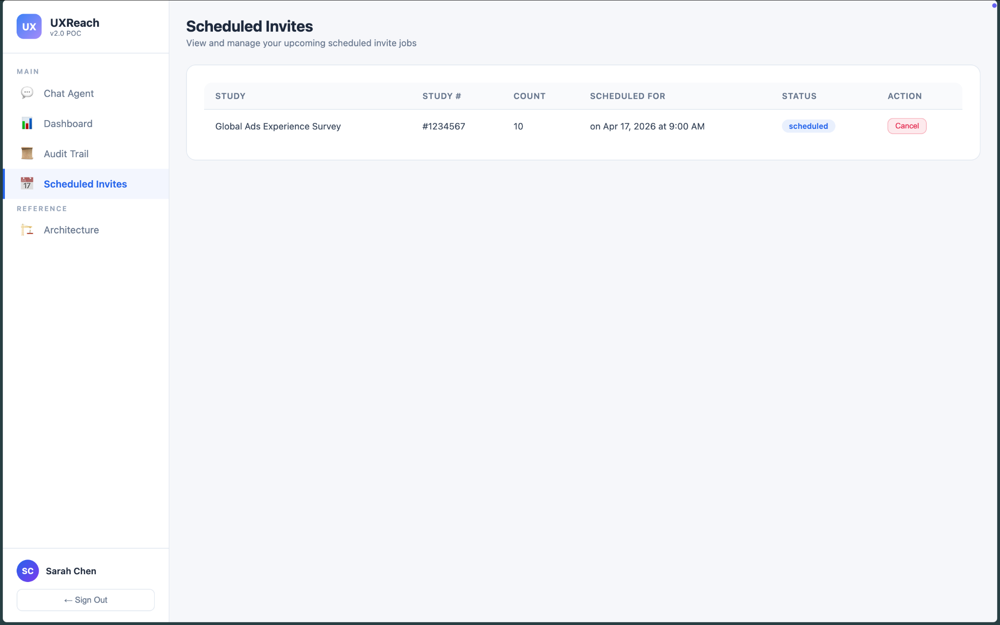 UX
UXReach
v2.0 POC
MAIN
Chat Agent
Dashboard
Audit Trail
17
Scheduled Invites
REFERENCE
Architecture
SC
Sarah Chen
← Sign Out
Scheduled Invites
View and manage your upcoming scheduled invite jobs
STUDY STUDY # COUNT SCHEDULED FOR STATUS ACTION
Global Ads Experience Survey #1234567 10 on Apr 17, 2026 at 9:00 AM scheduled Cancel